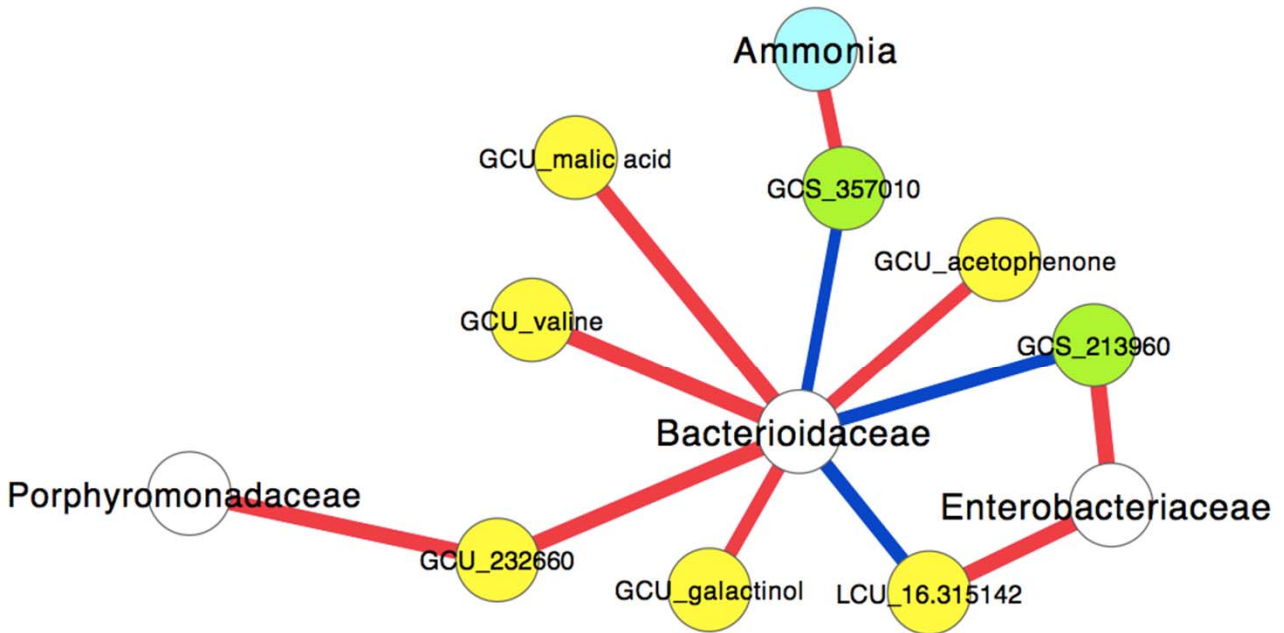 Ammonia
GCU_malic acid
GCS_357010
GCU_acetophenone
GCU_valine
GCS_213960
Bacterioidaceae
Porphyromonadaceae
Enterobacteriaceae
GCU_232660
GCU_galactinol
LCU_16.315142